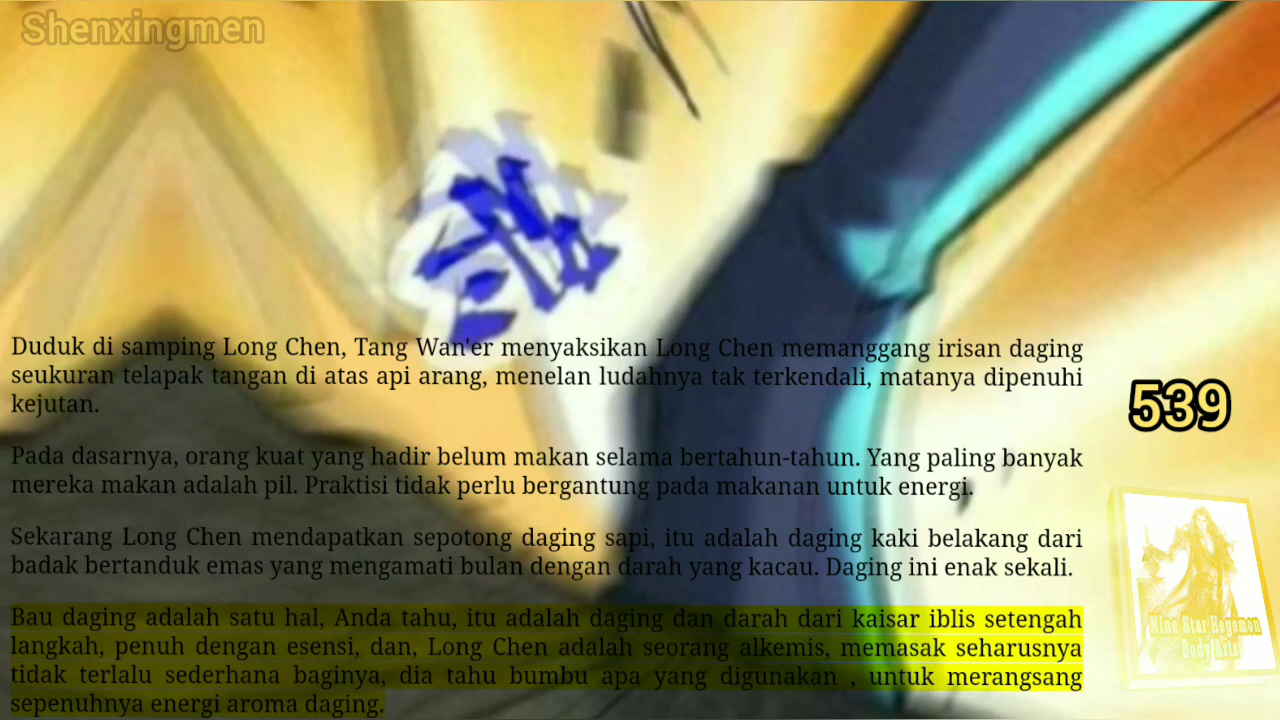 Shenxingmen
Duduk di samping Long Chen, Tang Wan'er menyaksikan Long Chen memanggang irisan daging
seukuran telapak tangan di atas api arang, menelan ludahnya tak terkendali, matanya dipenuhi
kejutan.
Pada dasarnya, orang kuat yang hadir belum makan selama bertahun-tahun. Yang paling banyak
mereka makan adalah pil. Praktisi tidak perlu bergantung pada makanan untuk energi.
Sekarang Long Chen mendapatkan sepotong daging sapi, itu adalah daging kaki belakang dari
badak bertanduk emas yang mengamati bulan dengan darah yang kacau. Daging ini enak sekali.
Bau daging adalah satu hal, Anda tahu, itu adalah daging dan darah dari kaisar iblis setengah
langkah, penuh dengan esensi, dan, Long Chen adalah seorang alkemis, memasak seharusnya
tidak terlalu sederhana baginya, dia tahu bumbu apa yang digunakan , untuk merangsang
sepenuhnya energi aroma daging.
539
Nine Star Hegemon
Body Arts